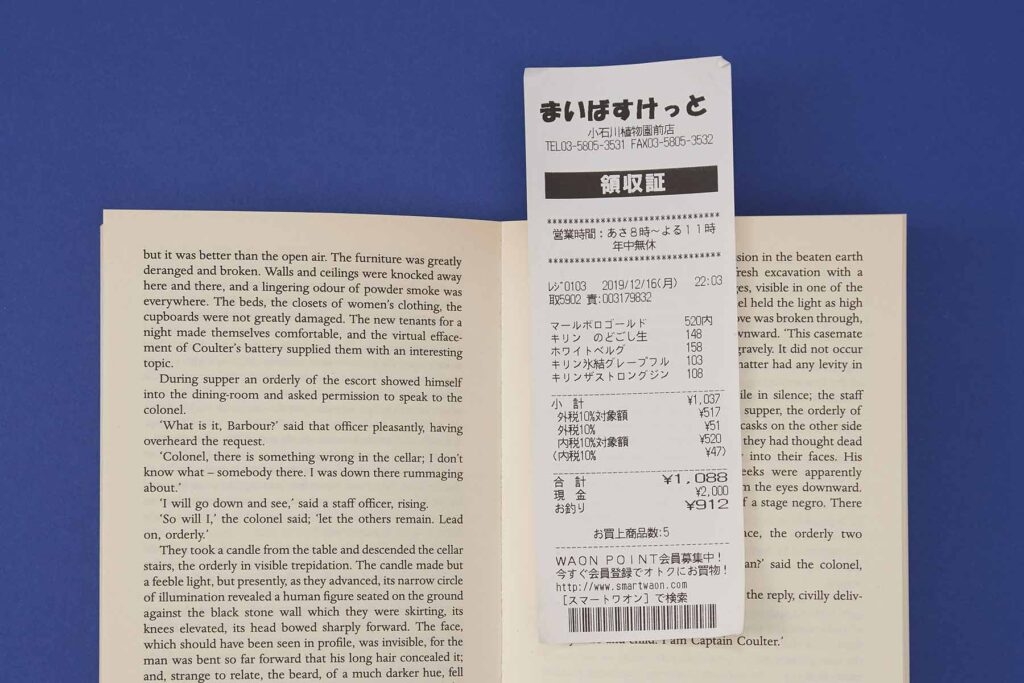 but it was better than the open air. The furniture was greatly
deranged and broken. Walls and ceilings were knocked away
here and there, and a lingering odour of powder smoke was
everywhere. The beds, the closets of women's clothing, the
cupboards were not greatly damaged. The new tenants for a
night made themselves comfortable, and the virtual efface-
ment of Coulter's battery supplied them with an interesting
topic.
During supper an orderly of the escort showed himself
into the dining-room and asked permission to speak to the
colonel.
'What is it, Barbour?' said that officer pleasantly, having
overheard the request.
'Colonel, there is something wrong in the cellar; I don't
know what – somebody there. I was down there rummaging
about.'
'I will go down and see,' said a staff officer, rising.
'So will I,' the colonel said; 'let the others remain. Lead
on, orderly.'
They took a candle from the table and descended the cellar
stairs, the orderly in visible trepidation. The candle made but
a feeble light, but presently, as they advanced, its narrow circle
of illumination revealed a human figure seated on the ground
against the black stone wall which they were skirting, its
knees elevated, its head bowed sharply forward. The face,
which should have been seen in profile, was invisible, for the
man was bent so far forward that his long hair concealed it;
and, strange to relate, the beard, of a much darker hue, fell
まいばすけっと
小石川植物園前店
TEL03-5805-3531 FAX03-5805-3532
領収証
********************************
営業時間：あさ８時〜よる１１時
年中無休
********************************
ﾚｼﾞ0103 2019/12/16(月) 22:03
取5902 責:003179832
マールボロゴールド 520内
キリン のどごし生 148
ホワイトベルグ 158
キリン氷結グレープフル 103
キリンザストロングジン 108
小 計 ¥1,037
外税10%対象額 ¥517
外税10% ¥51
内税10%対象額 ¥520
(内税10% ¥47)
合 計 ¥1,088
現 金 ¥2,000
お釣り ¥912
お買上商品数:5
ＷＡＯＮ ＰＯＩＮＴ会員募集中！
今すぐ会員登録でオトクにお買物！
http://www.smartwaon.com
［スマートワオン］で検索
sion in the beaten earth
fresh excavation with a
ges, visible in one of the
el held the light as high
ove was broken through,
wnward. 'This casemate
gravely. It did not occur
matter had any levity in
ile in silence; the staff
supper, the orderly of
casks on the other side
they had thought dead
into their faces. His
eeks were apparently
m the eyes downward.
f a stage negro. There
nce, the orderly two
an?' said the colonel,
the reply, civilly deliv-
and child. I am Captain Coulter.'